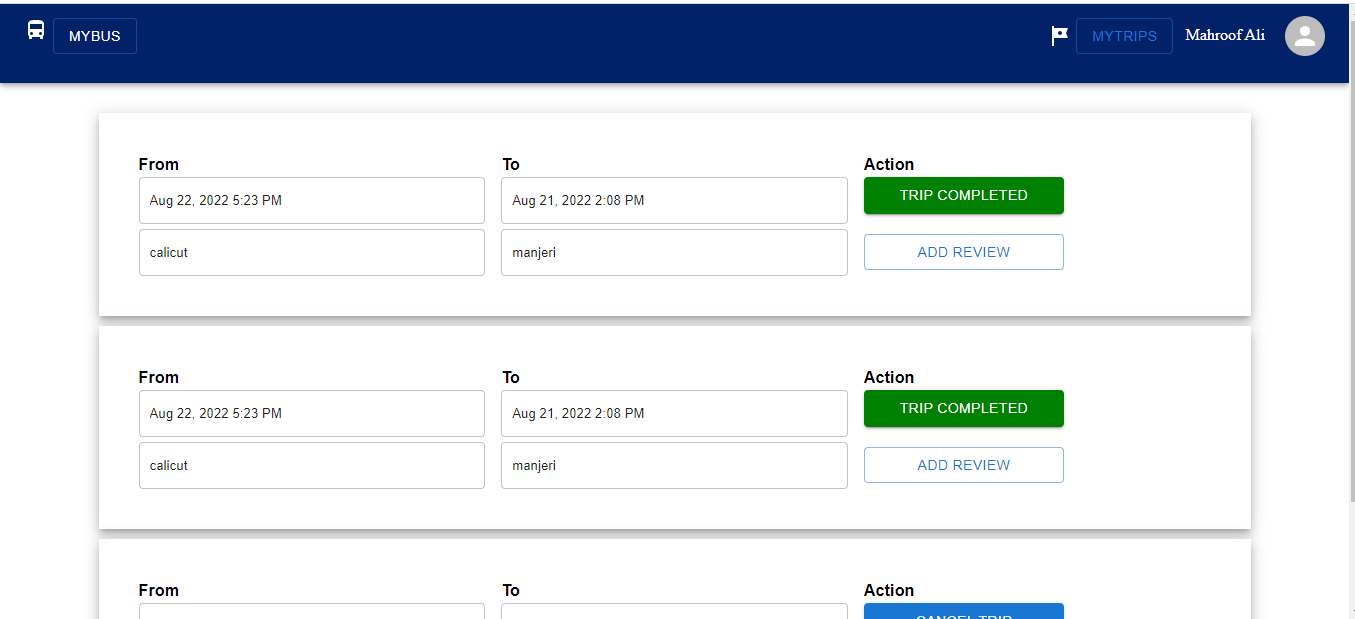 MYBUS
MYTRIPS Mahroof Ali
From To Action
Aug 22, 2022 5:23 PM Aug 21, 2022 2:08 PM TRIP COMPLETED
calicut manjeri ADD REVIEW
From To Action
Aug 22, 2022 5:23 PM Aug 21, 2022 2:08 PM TRIP COMPLETED
calicut manjeri ADD REVIEW
From To Action
CANCEL TRIP